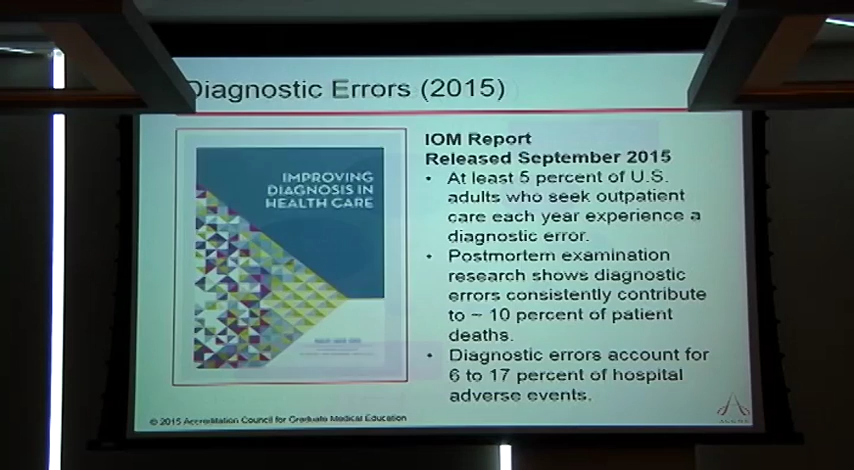 Diagnostic Errors (2015)
IMPROVING
DIAGNOSIS IN
HEALTH CARE
IOM Report
Released September 2015
• At least 5 percent of U.S.
adults who seek outpatient
care each year experience a
diagnostic error.
• Postmortem examination
research shows diagnostic
errors consistently contribute
to ~ 10 percent of patient
deaths.
• Diagnostic errors account for
6 to 17 percent of hospital
adverse events.
© 2015 Accreditation Council for Graduate Medical Education